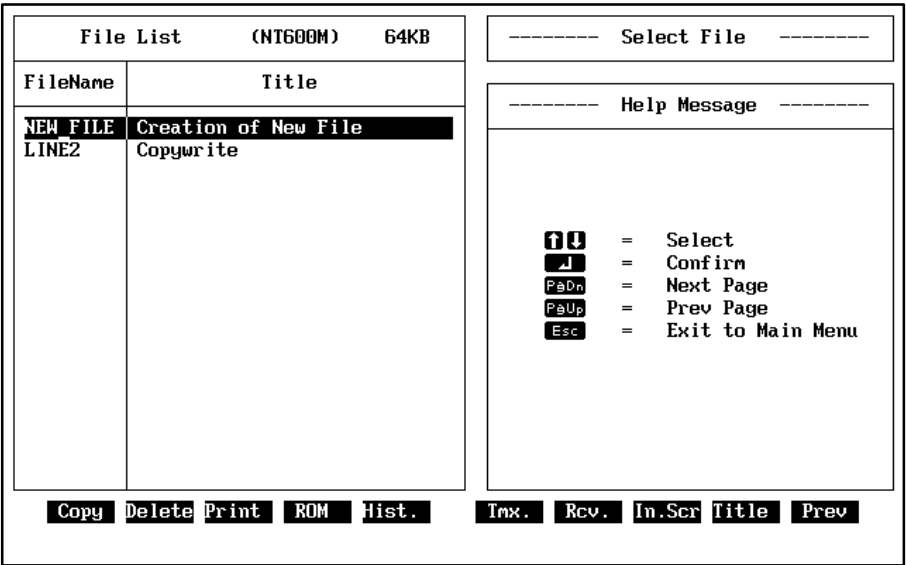 File List (NT600M) 64KB
FileName Title
NEW_FILE Creation of New File
LINE2 Copywrite
-------- Select File --------
-------- Help Message --------
↑ ↓ = Select
↵ = Confirm
PgDn = Next Page
PgUp = Prev Page
Esc = Exit to Main Menu
Copy Delete Print ROM Hist. Tmx. Rcv. In.Scr Title Prev